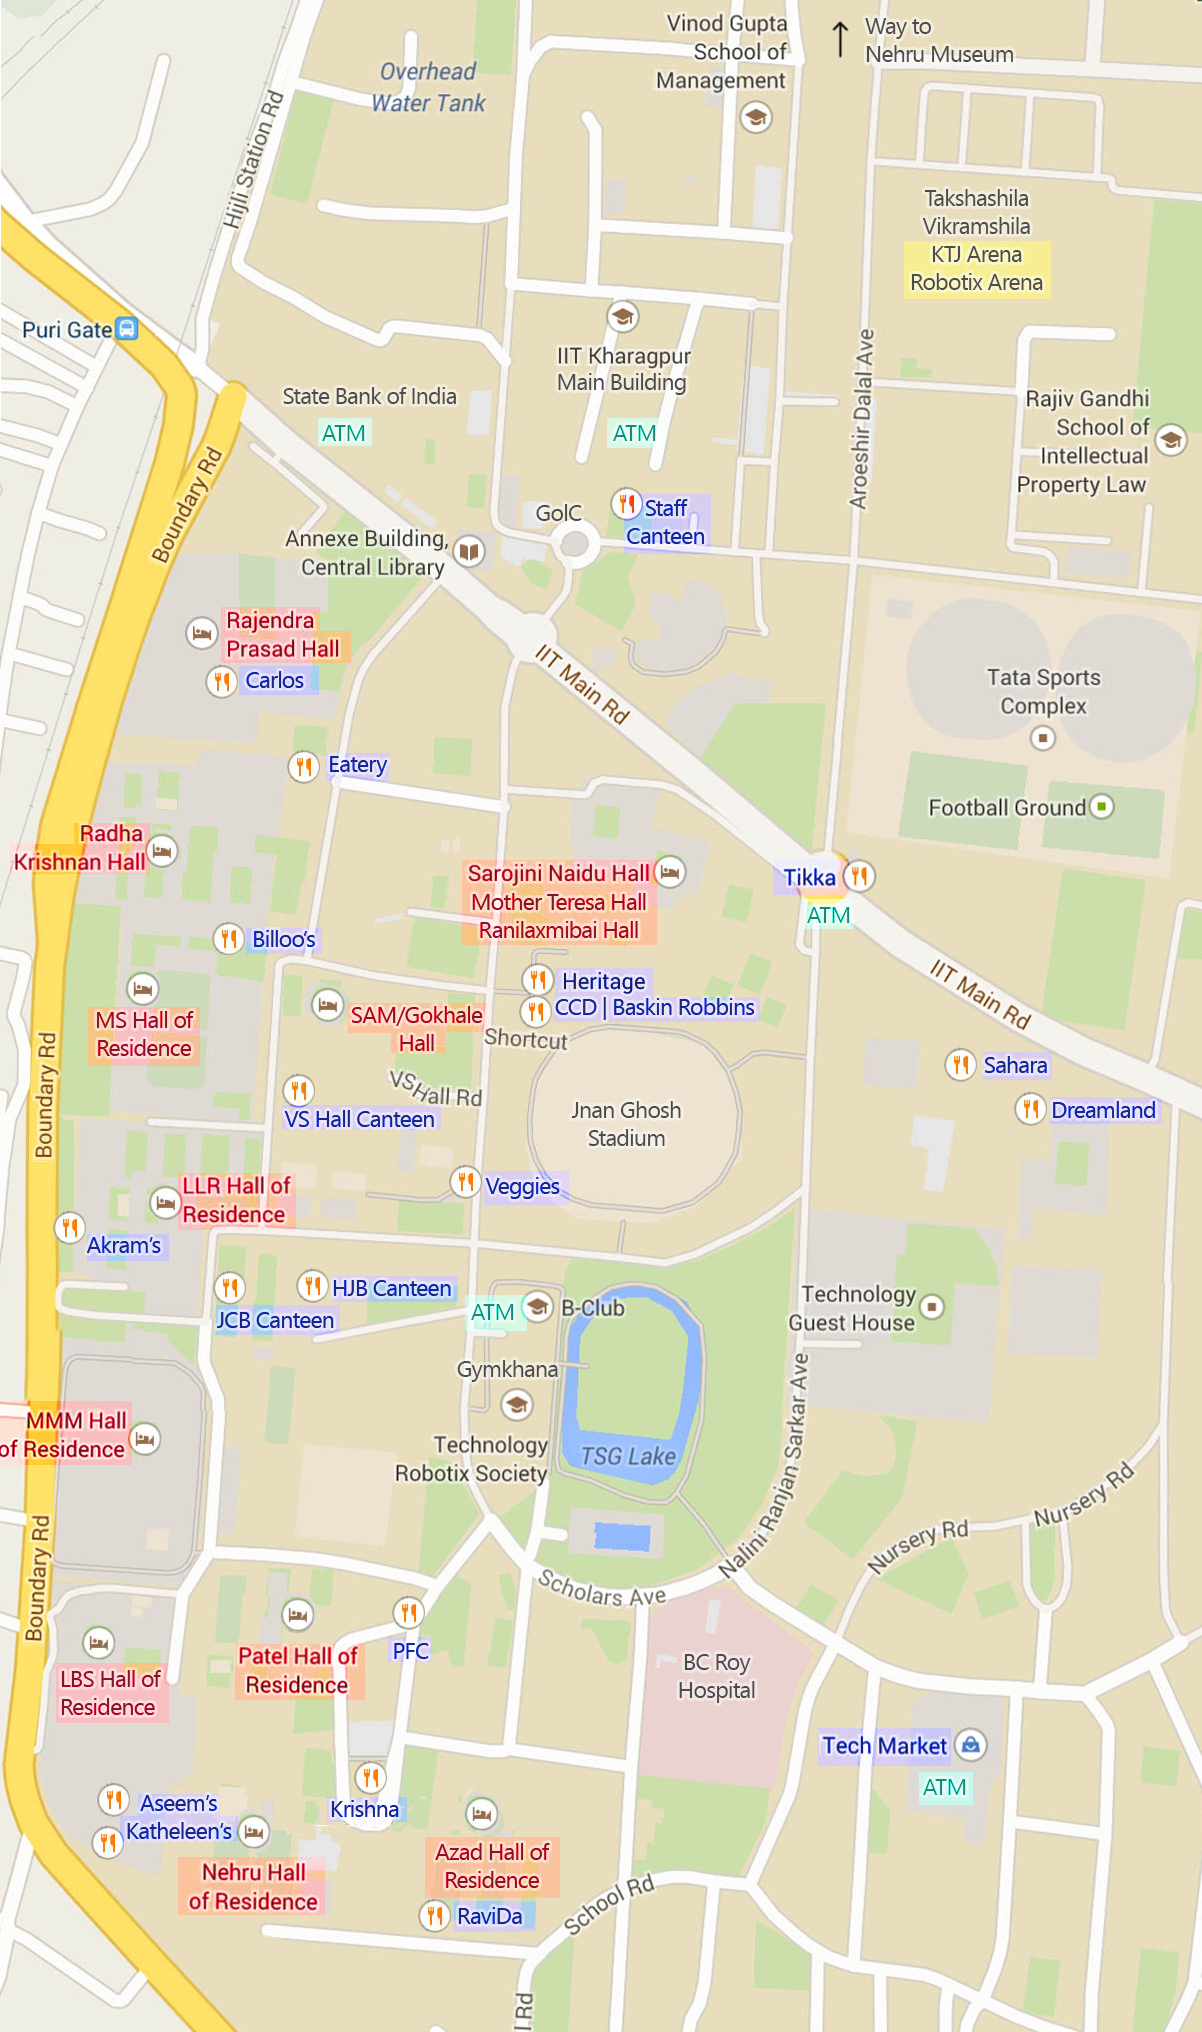 Vinod Gupta
School of
Management
Way to
Nehru Museum
Overhead
Water Tank
Hijli Station Rd
Takshashila
Vikramshila
KTJ Arena
Robotix Arena
Puri Gate
IIT Kharagpur
Main Building
ATM
State Bank of India
ATM
Aroeshir Dalal Ave
Rajiv Gandhi
School of
Intellectual
Property Law
Boundary Rd
GolC
Staff
Canteen
Annexe Building,
Central Library
Rajendra
Prasad Hall
Carlos
IIT Main Rd
Tata Sports
Complex
Eatery
Football Ground
Radha
Krishnan Hall
Sarojini Naidu Hall
Mother Teresa Hall
Ranilaxmibai Hall
Tikka
ATM
Billoo's
Heritage
CCD | Baskin Robbins
IIT Main Rd
MS Hall of
Residence
SAM/Gokhale
Hall
Shortcut
Boundary Rd
VS Hall Rd
Sahara
Dreamland
VS Hall Canteen
Jnan Ghosh
Stadium
LLR Hall of
Residence
Veggies
Akram's
HJB Canteen
JCB Canteen
ATM
B-Club
Technology
Guest House
Gymkhana
MMM Hall
of Residence
Technology
Robotix Society
TSG Lake
Nalini Ranjan Sarkar Ave
Nursery Rd
Nursery Rd
Boundary Rd
Scholars Ave
PFC
Patel Hall of
Residence
LBS Hall of
Residence
BC Roy
Hospital
Tech Market
ATM
Krishna
Aseem's
Katheleen's
Nehru Hall
of Residence
Azad Hall of
Residence
RaviDa
School Rd
l Rd